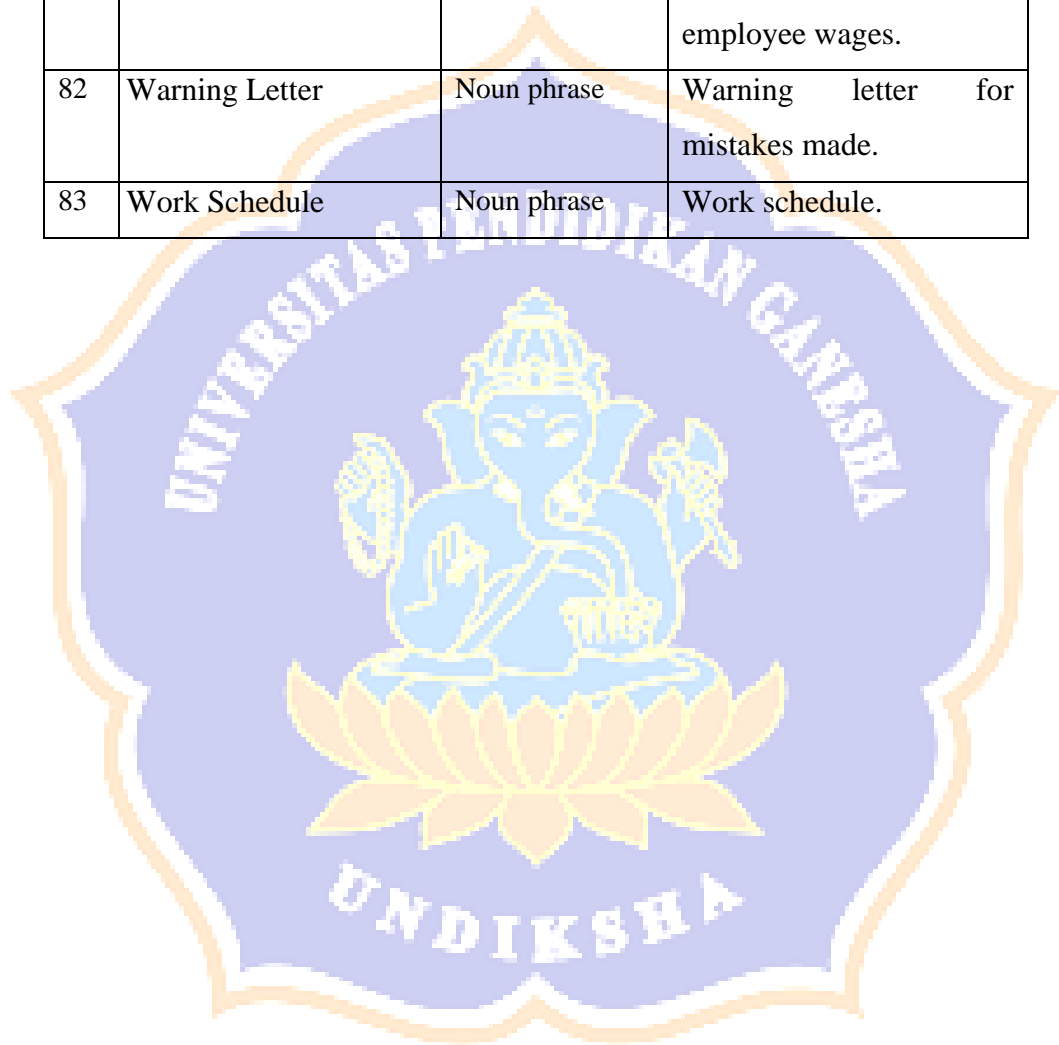 employee wages.
82 Warning Letter Noun phrase Warning letter for
mistakes made.
83 Work Schedule Noun phrase Work schedule.
UNIVERSITAS PENDIDIKAN GANESHA
UNDIKSHA